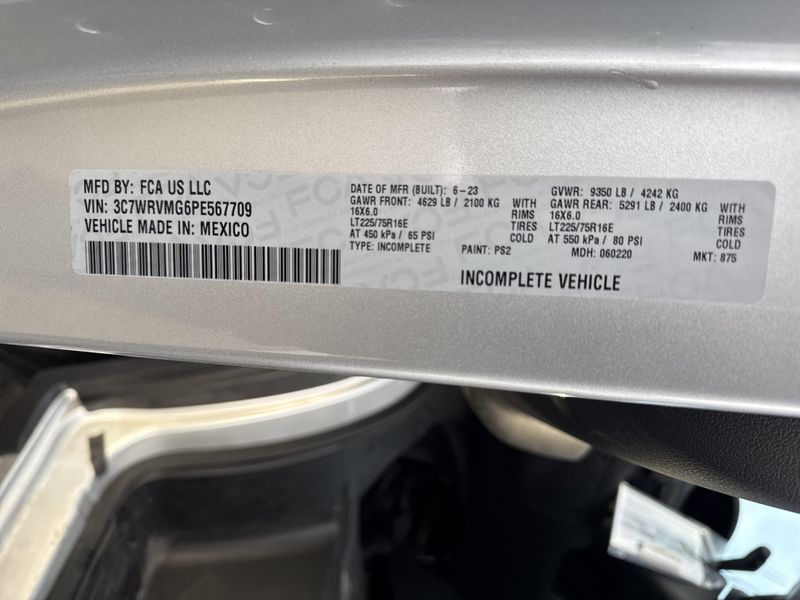 MFD BY: FCA US LLC
VIN: 3C7WRVMG6PE567709
VEHICLE MADE IN: MEXICO
DATE OF MFR (BUILT): 6-23
GAWR FRONT: 4629 LB / 2100 KG WITH
16X6.0 RIMS
LT225/75R16E TIRES
AT 450 kPa / 65 PSI COLD
TYPE: INCOMPLETE PAINT: PS2
GVWR: 9350 LB / 4242 KG
GAWR REAR: 5291 LB / 2400 KG WITH
16X6.0 RIMS
LT225/75R16E TIRES
AT 550 kPa / 80 PSI COLD
MDH: 060220 MKT: 875
INCOMPLETE VEHICLE